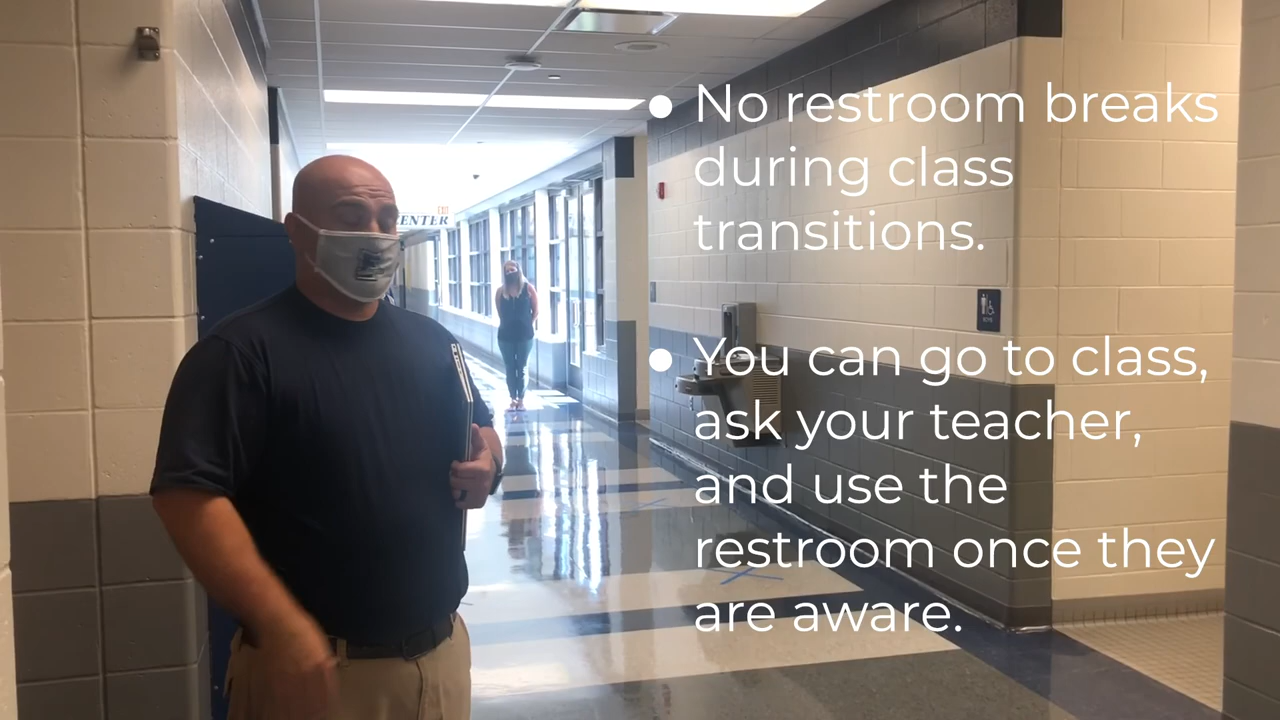 EXIT
CENTER
• No restroom breaks
during class
transitions.
• You can go to class,
ask your teacher,
and use the
restroom once they
are aware.